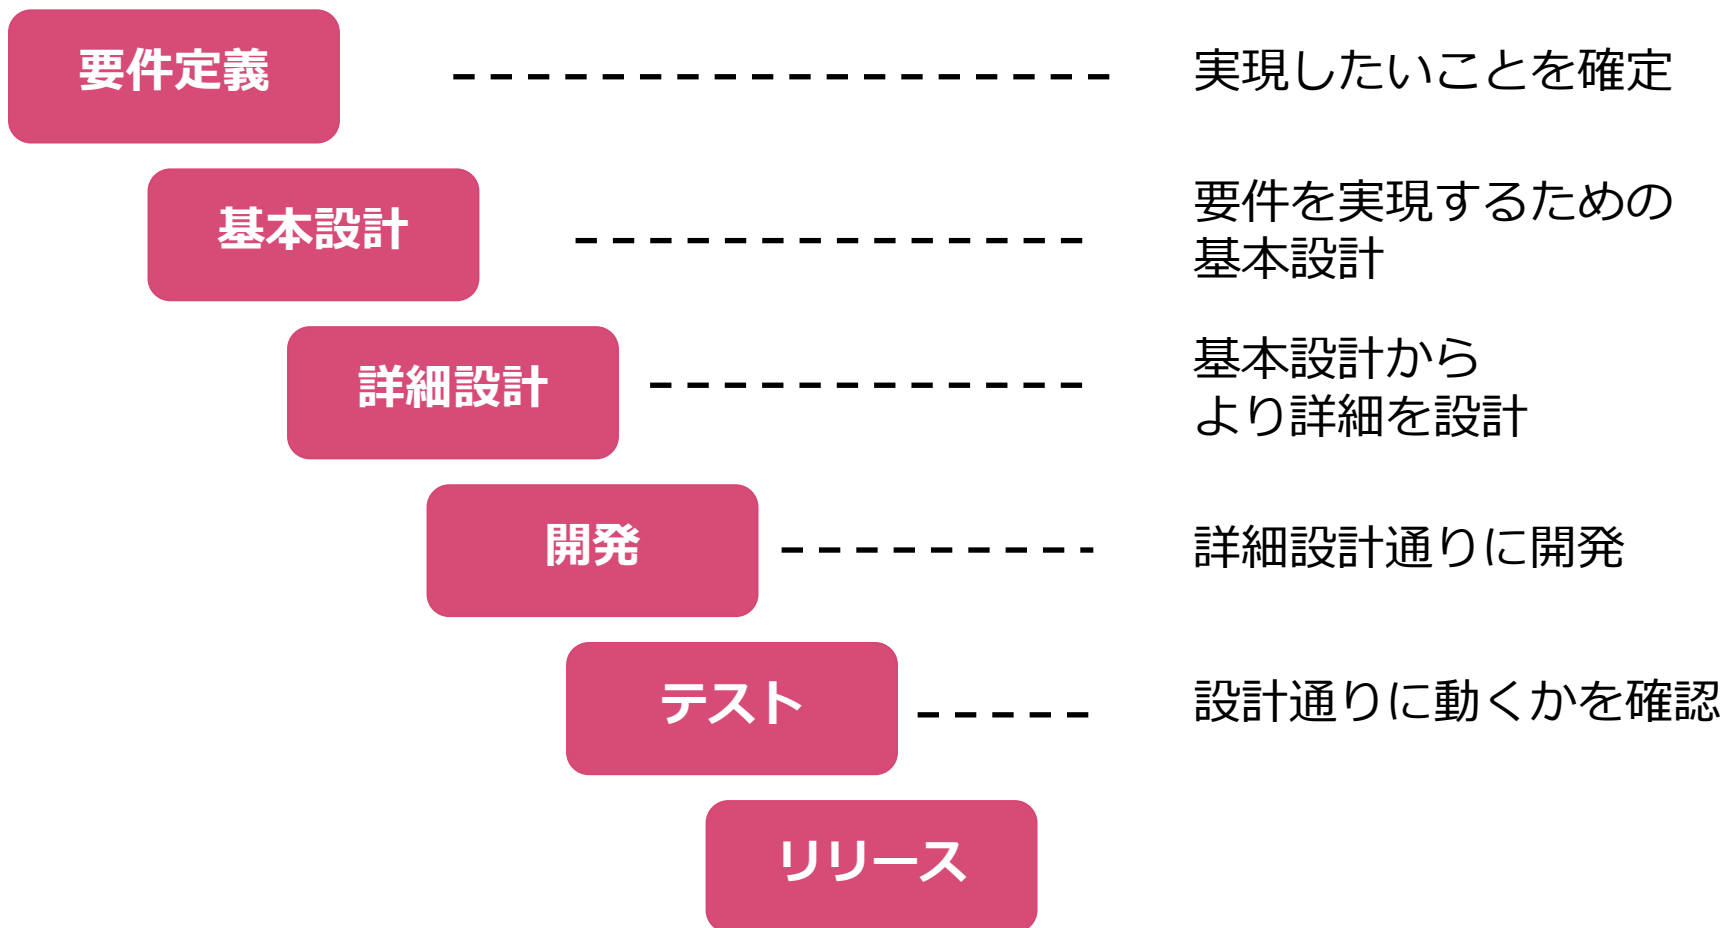 要件定義
実現したいことを確定
基本設計
要件を実現するための
基本設計
詳細設計
基本設計から
より詳細を設計
開発
詳細設計通りに開発
テスト
設計通りに動くかを確認
リリース